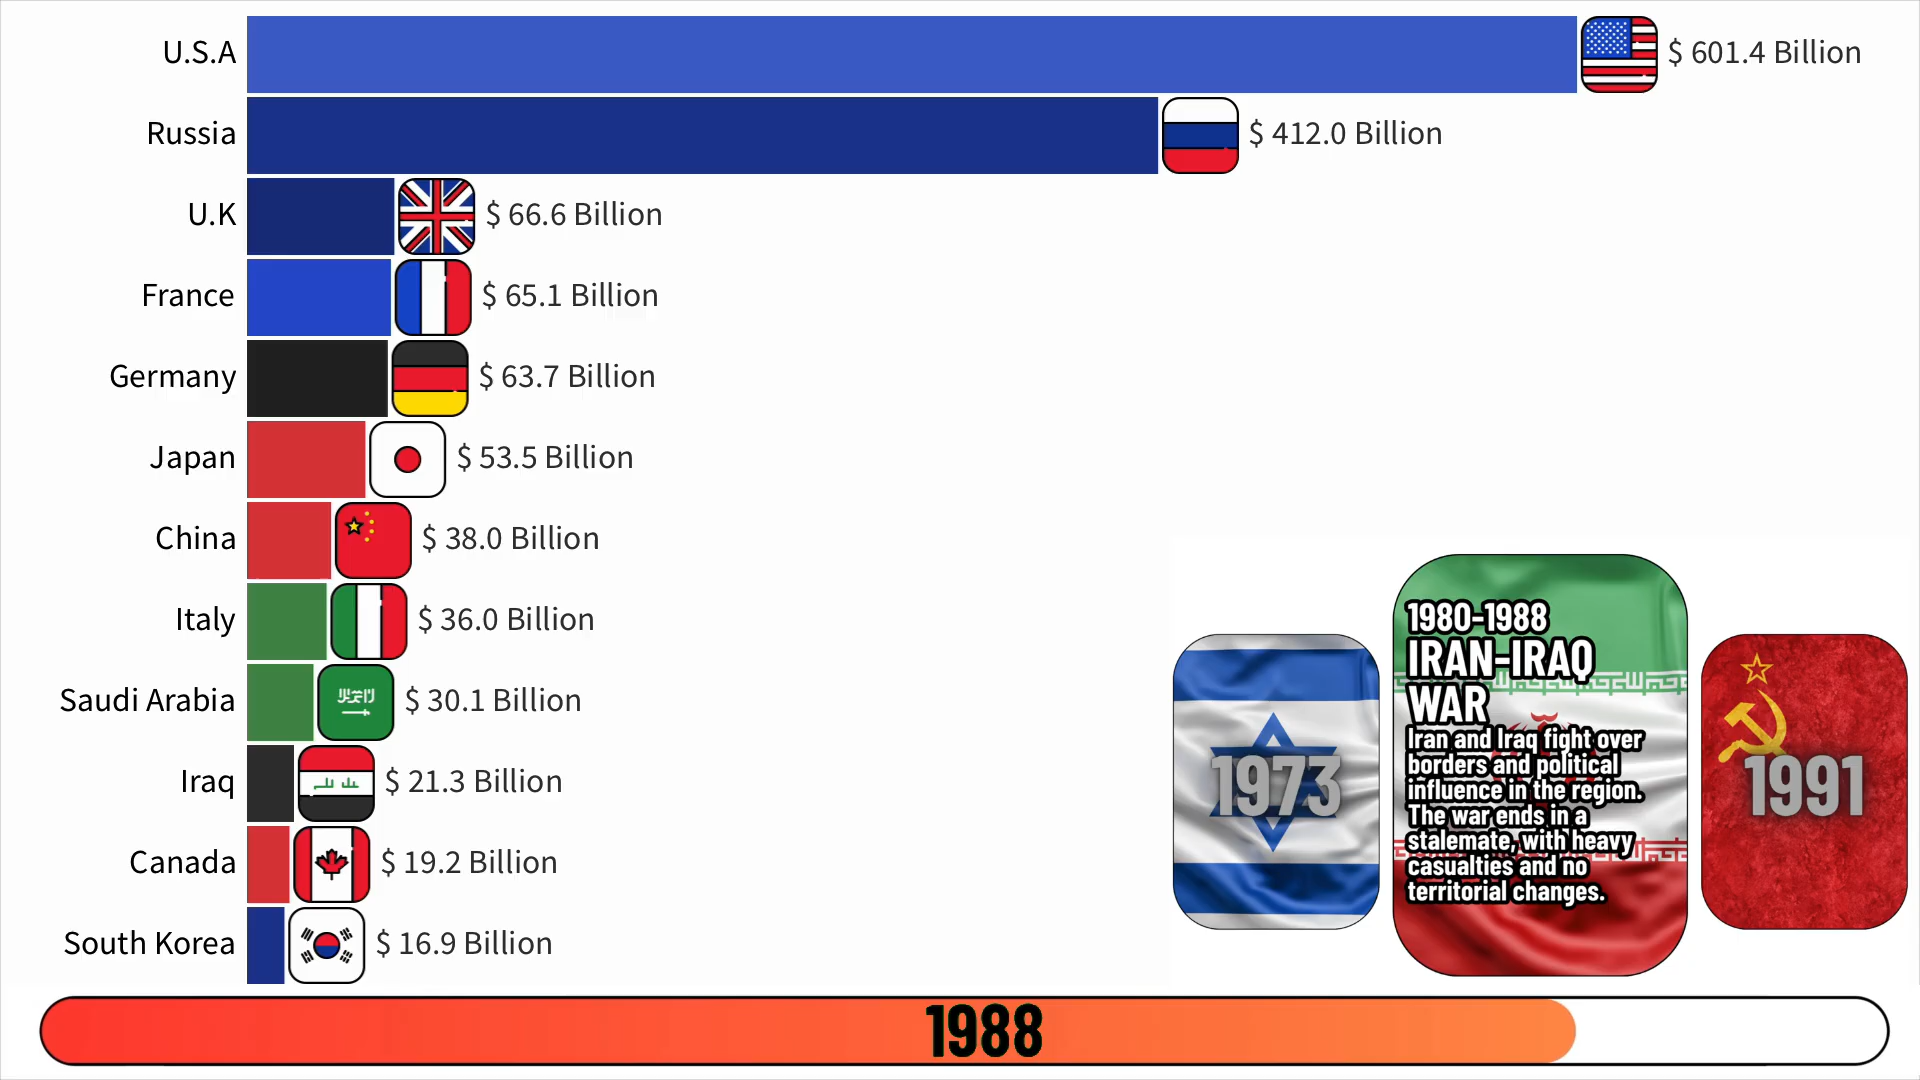 U.S.A
$ 601.4 Billion
Russia
$ 412.0 Billion
U.K
$ 66.6 Billion
France
$ 65.1 Billion
Germany
$ 63.7 Billion
Japan
$ 53.5 Billion
China
$ 38.0 Billion
Italy
$ 36.0 Billion
Saudi Arabia
$ 30.1 Billion
Iraq
$ 21.3 Billion
Canada
$ 19.2 Billion
South Korea
$ 16.9 Billion
1973
1980-1988
IRAN-IRAQ
WAR
Iran and Iraq fight over
borders and political
influence in the region.
The war ends in a
stalemate, with heavy
casualties and no
territorial changes.
1991
1988